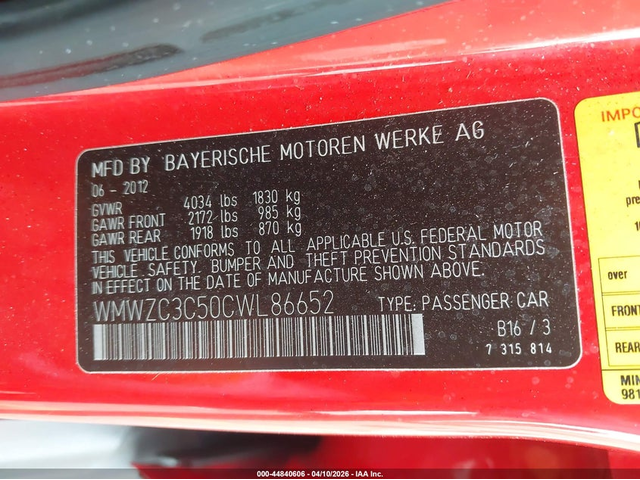 MFD BY BAYERISCHE MOTOREN WERKE AG
06 - 2012
GVWR 4034 lbs 1830 kg
GAWR FRONT 2172 lbs 985 kg
GAWR REAR 1918 lbs 870 kg
THIS VEHICLE CONFORMS TO ALL APPLICABLE U.S. FEDERAL MOTOR
VEHICLE SAFETY, BUMPER AND THEFT PREVENTION STANDARDS
IN EFFECT ON THE DATE OF MANUFACTURE SHOWN ABOVE.
WMWZC3C50CWL86652 TYPE: PASSENGER CAR
B16 / 3
7 315 814
IMPO
pre
over
FRONT
REAR
MIN
981
000-44840606 - 04/10/2026 - IAA Inc.